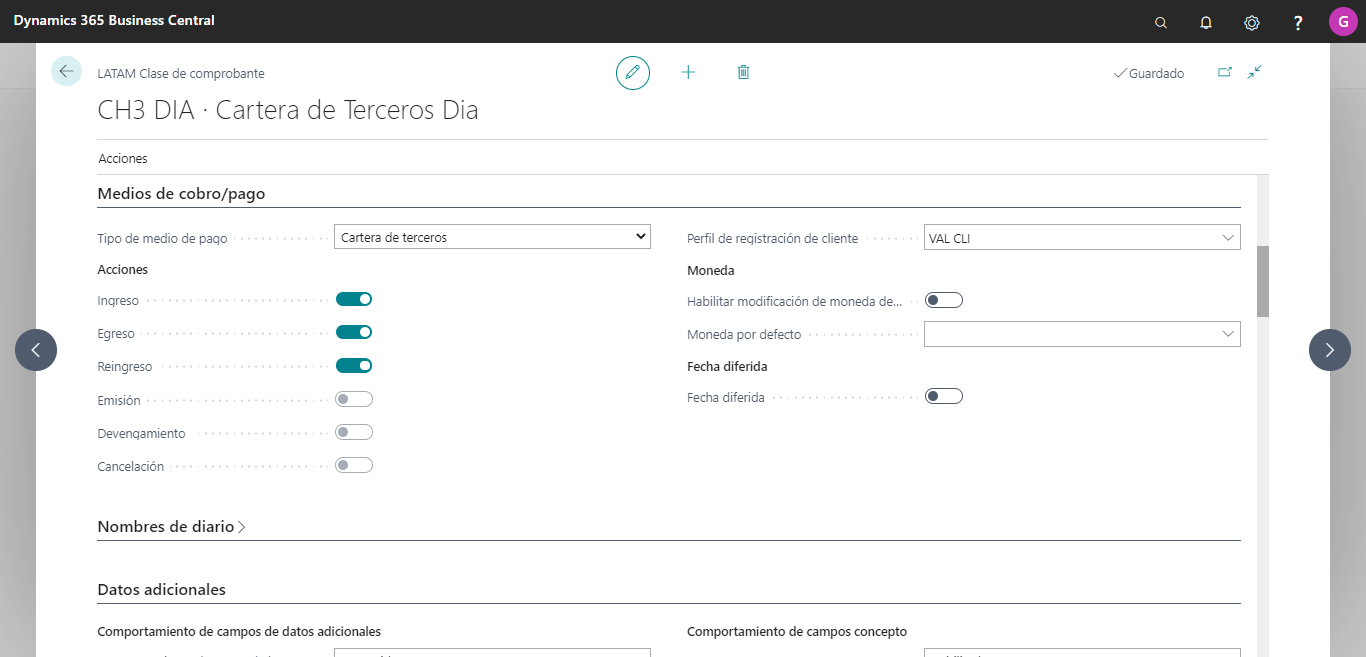 Dynamics 365 Business Central
?
G
LATAM Clase de comprobante
Guardado
CH3 DIA · Cartera de Terceros Dia
Acciones
Medios de cobro/pago
Tipo de medio de pago
Cartera de terceros
Acciones
Ingreso
Egreso
Reingreso
Emisión
Devengamiento
Cancelación
Perfil de registración de cliente
VAL CLI
Moneda
Habilitar modificación de moneda de...
Moneda por defecto
Fecha diferida
Fecha diferida
Nombres de diario
Datos adicionales
Comportamiento de campos de datos adicionales
Comportamiento de campos concepto